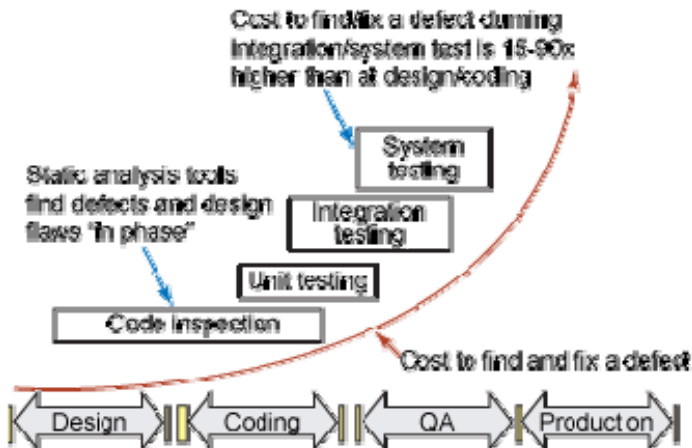 Cost to find/fix a defect during
integration/system test is 15-90x
higher than at design/coding
System
testing
Static analysis tools
find defects and design
flaws "in phase"
Integration
testing
Unit testing
Code inspection
Cost to find and fix a defect
Design
Coding
QA
Production